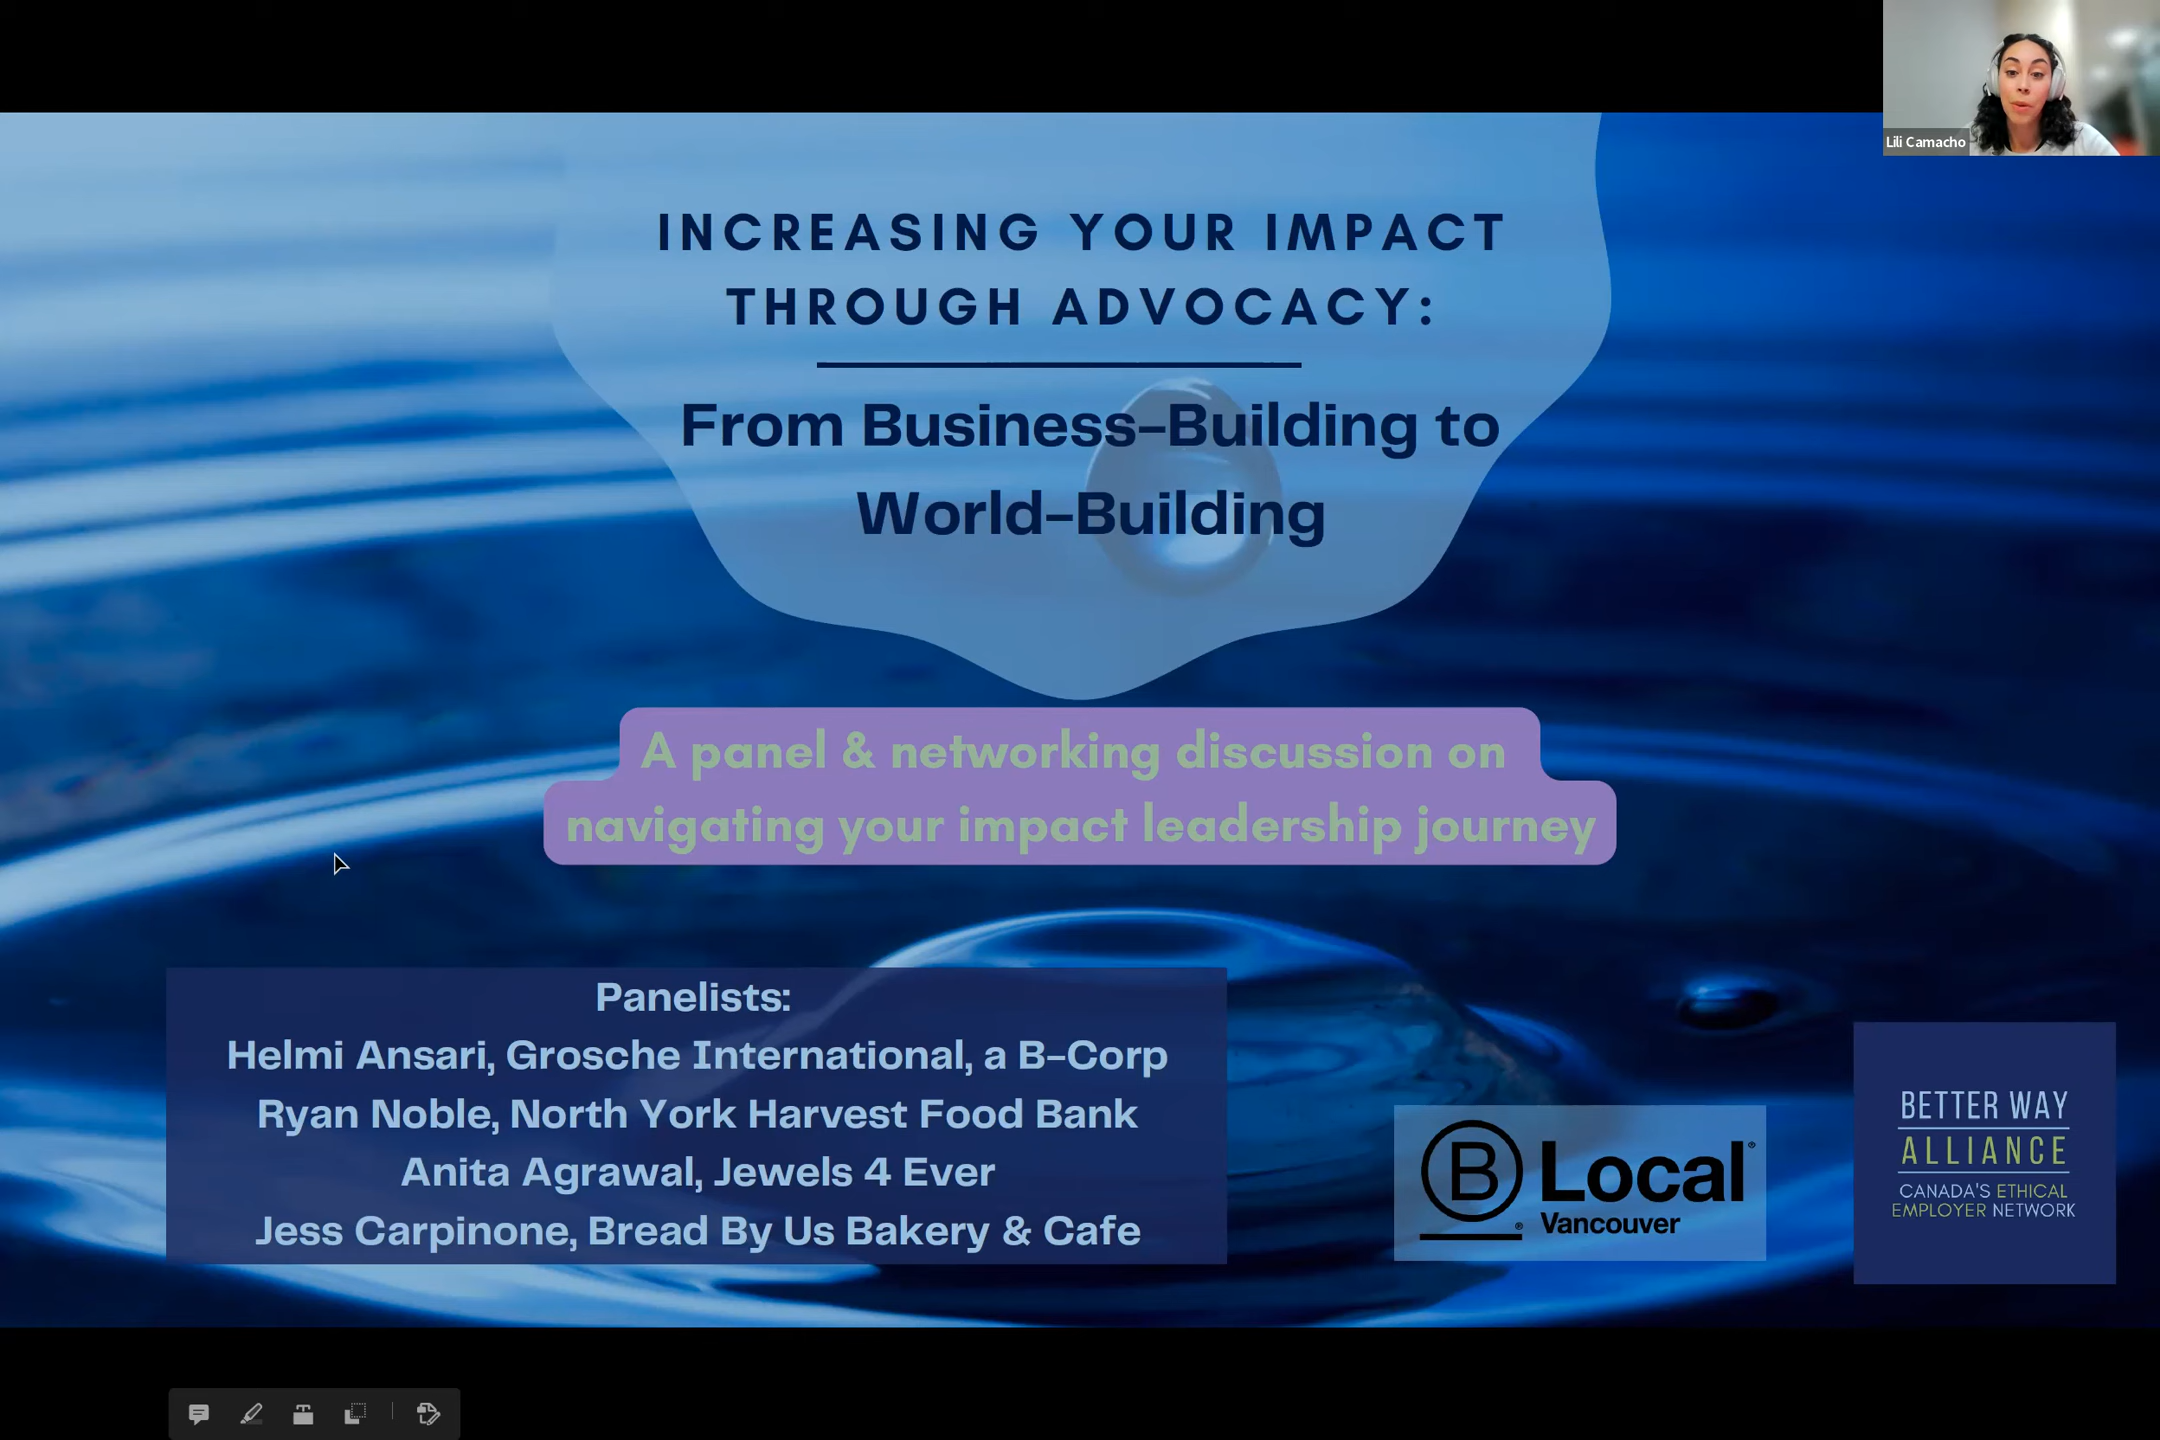 Lili Camacho
INCREASING YOUR IMPACT
THROUGH ADVOCACY:
From Business-Building to
World-Building
A panel & networking discussion on
navigating your impact leadership journey
Panelists:
Helmi Ansari, Grosche International, a B-Corp
Ryan Noble, North York Harvest Food Bank
Anita Agrawal, Jewels 4 Ever
Jess Carpinone, Bread By Us Bakery & Cafe
B Local
Vancouver
BETTER WAY
ALLIANCE
CANADA'S ETHICAL
EMPLOYER NETWORK